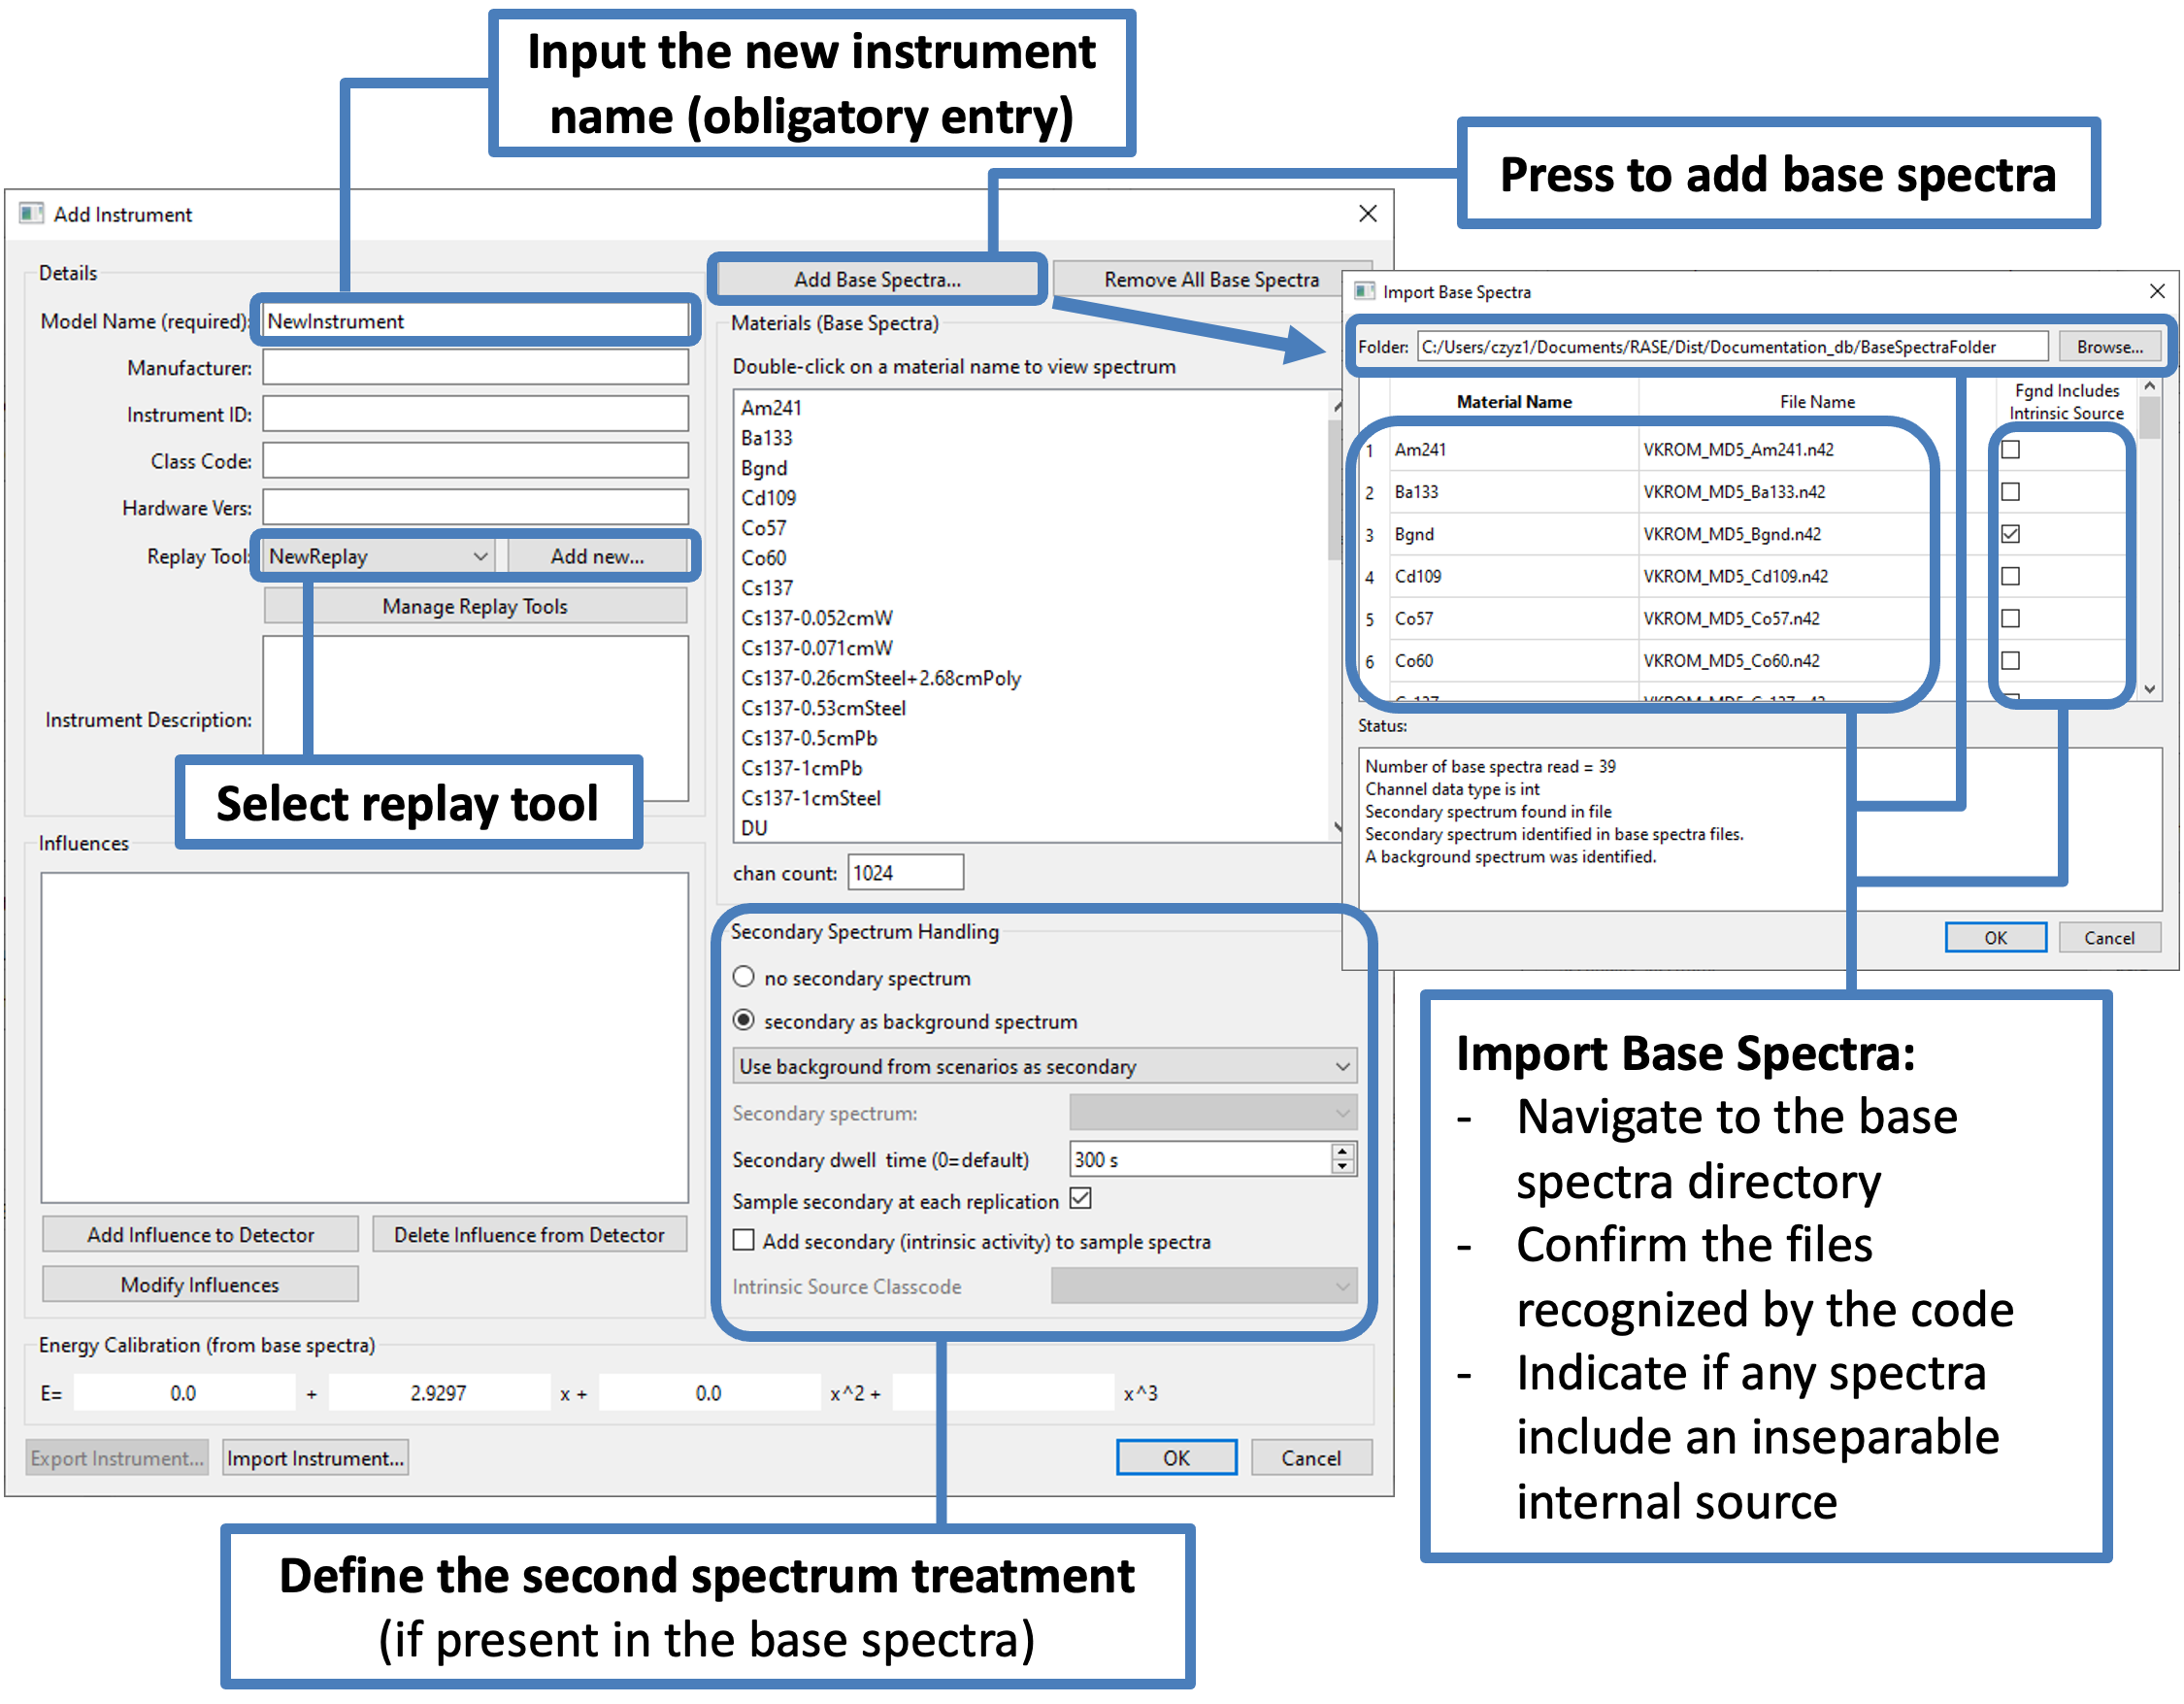 Input the new instrument
name (obligatory entry)
Press to add base spectra
Add Instrument
Details
Model Name (required):
NewInstrument
Manufacturer:
Instrument ID:
Class Code:
Hardware Vers:
Replay Tool:
NewReplay
Add new...
Manage Replay Tools
Instrument Description:
Select replay tool
Influences
Add Influence to Detector
Delete Influence from Detector
Modify Influences
Add Base Spectra...
Remove All Base Spectra
Materials (Base Spectra)
Double-click on a material name to view spectrum
Am241
Ba133
Bgnd
Cd109
Co57
Co60
Cs137
Cs137-0.052cmW
Cs137-0.071cmW
Cs137-0.26cmSteel+2.68cmPoly
Cs137-0.53cmSteel
Cs137-0.5cmPb
Cs137-1cmPb
Cs137-1cmSteel
DU
chan count: 1024
Secondary Spectrum Handling
no secondary spectrum
secondary as background spectrum
Use background from scenarios as secondary
Secondary spectrum:
Secondary dwell time (0=default) 300 s
Sample secondary at each replication
Add secondary (intrinsic activity) to sample spectra
Intrinsic Source Classcode
Energy Calibration (from base spectra)
E= 0.0 + 2.9297 x + 0.0 x^2 + x^3
Export Instrument...
Import Instrument...
OK
Cancel
Import Base Spectra
Folder: C:/Users/czyz1/Documents/RASE/Dist/Documentation_db/BaseSpectraFolder
Browse...
Material Name
File Name
Fgnd Includes
Intrinsic Source
1 Am241 VKROM_MD5_Am241.n42
2 Ba133 VKROM_MD5_Ba133.n42
3 Bgnd VKROM_MD5_Bgnd.n42
4 Cd109 VKROM_MD5_Cd109.n42
5 Co57 VKROM_MD5_Co57.n42
6 Co60 VKROM_MD5_Co60.n42
Status:
Number of base spectra read = 39
Channel data type is int
Secondary spectrum found in file
Secondary spectrum identified in base spectra files.
A background spectrum was identified.
OK
Cancel
Import Base Spectra:
- Navigate to the base
spectra directory
- Confirm the files
recognized by the code
- Indicate if any spectra
include an inseparable
internal source
Define the second spectrum treatment
(if present in the base spectra)